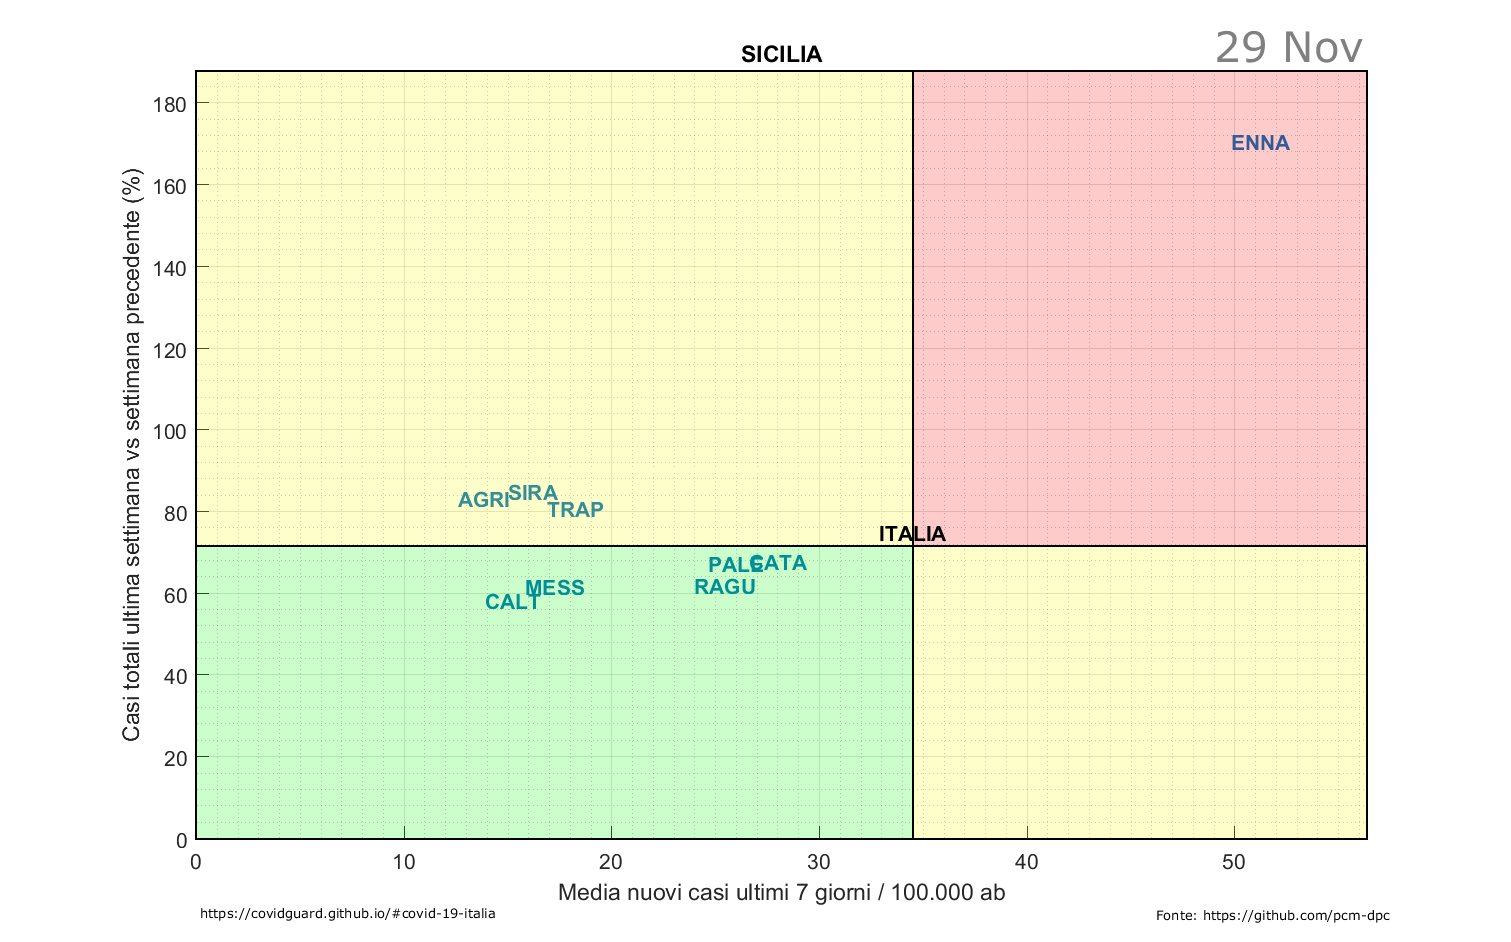 29 Nov
SICILIA
Casi totali ultima settimana vs settimana precedente (%)
180
160
140
120
100
80
60
40
20
0
ENNA
AGRI
SIRA
TRAP
ITALIA
PALE
CATA
RAGU
MESS
CALT
0 10 20 30 40 50
Media nuovi casi ultimi 7 giorni / 100.000 ab
https://covidguard.github.io/#covid-19-italia
Fonte: https://github.com/pcm-dpc